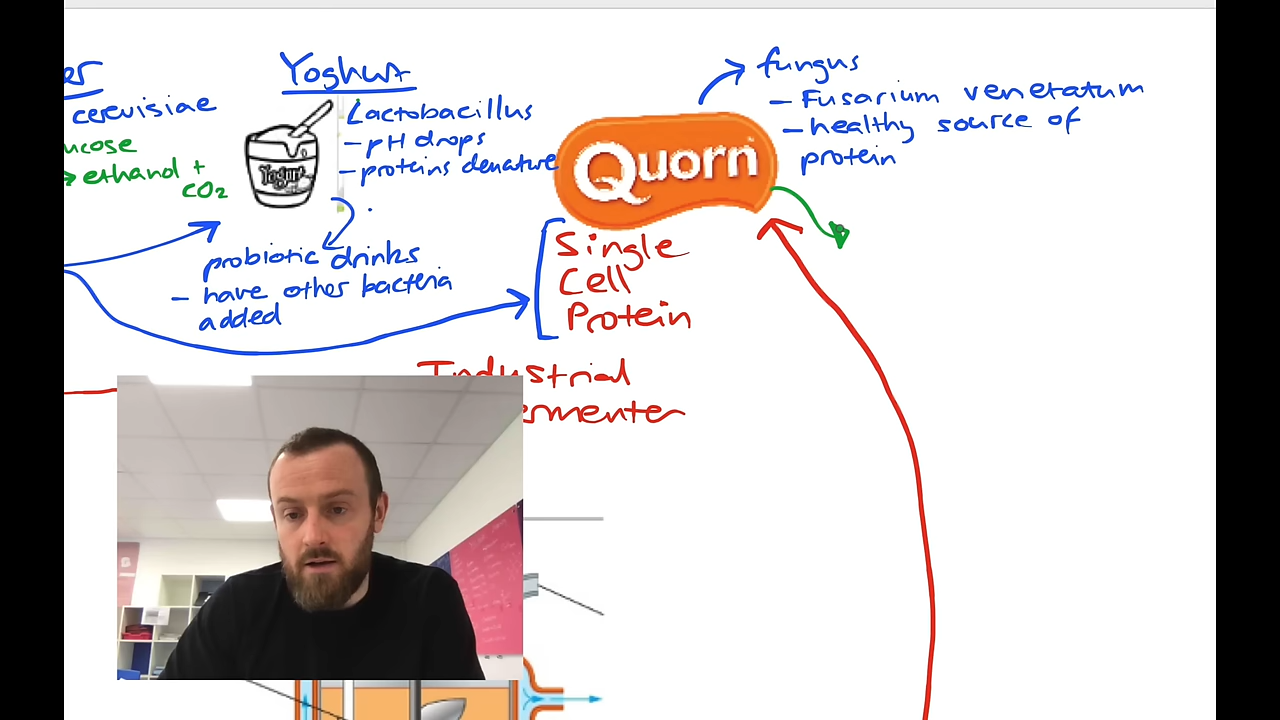 er
cerevisiae
ucose
→ ethanol +
CO2
Yoghurt
Lactobacillus
- pH drops
- proteins denature
Yogurt
probiotic drinks
- have other bacteria
added
Quorn
fungus
- Fusarium venetatum
- healthy source of
protein
Single
Cell
Protein
Industrial
ermenter